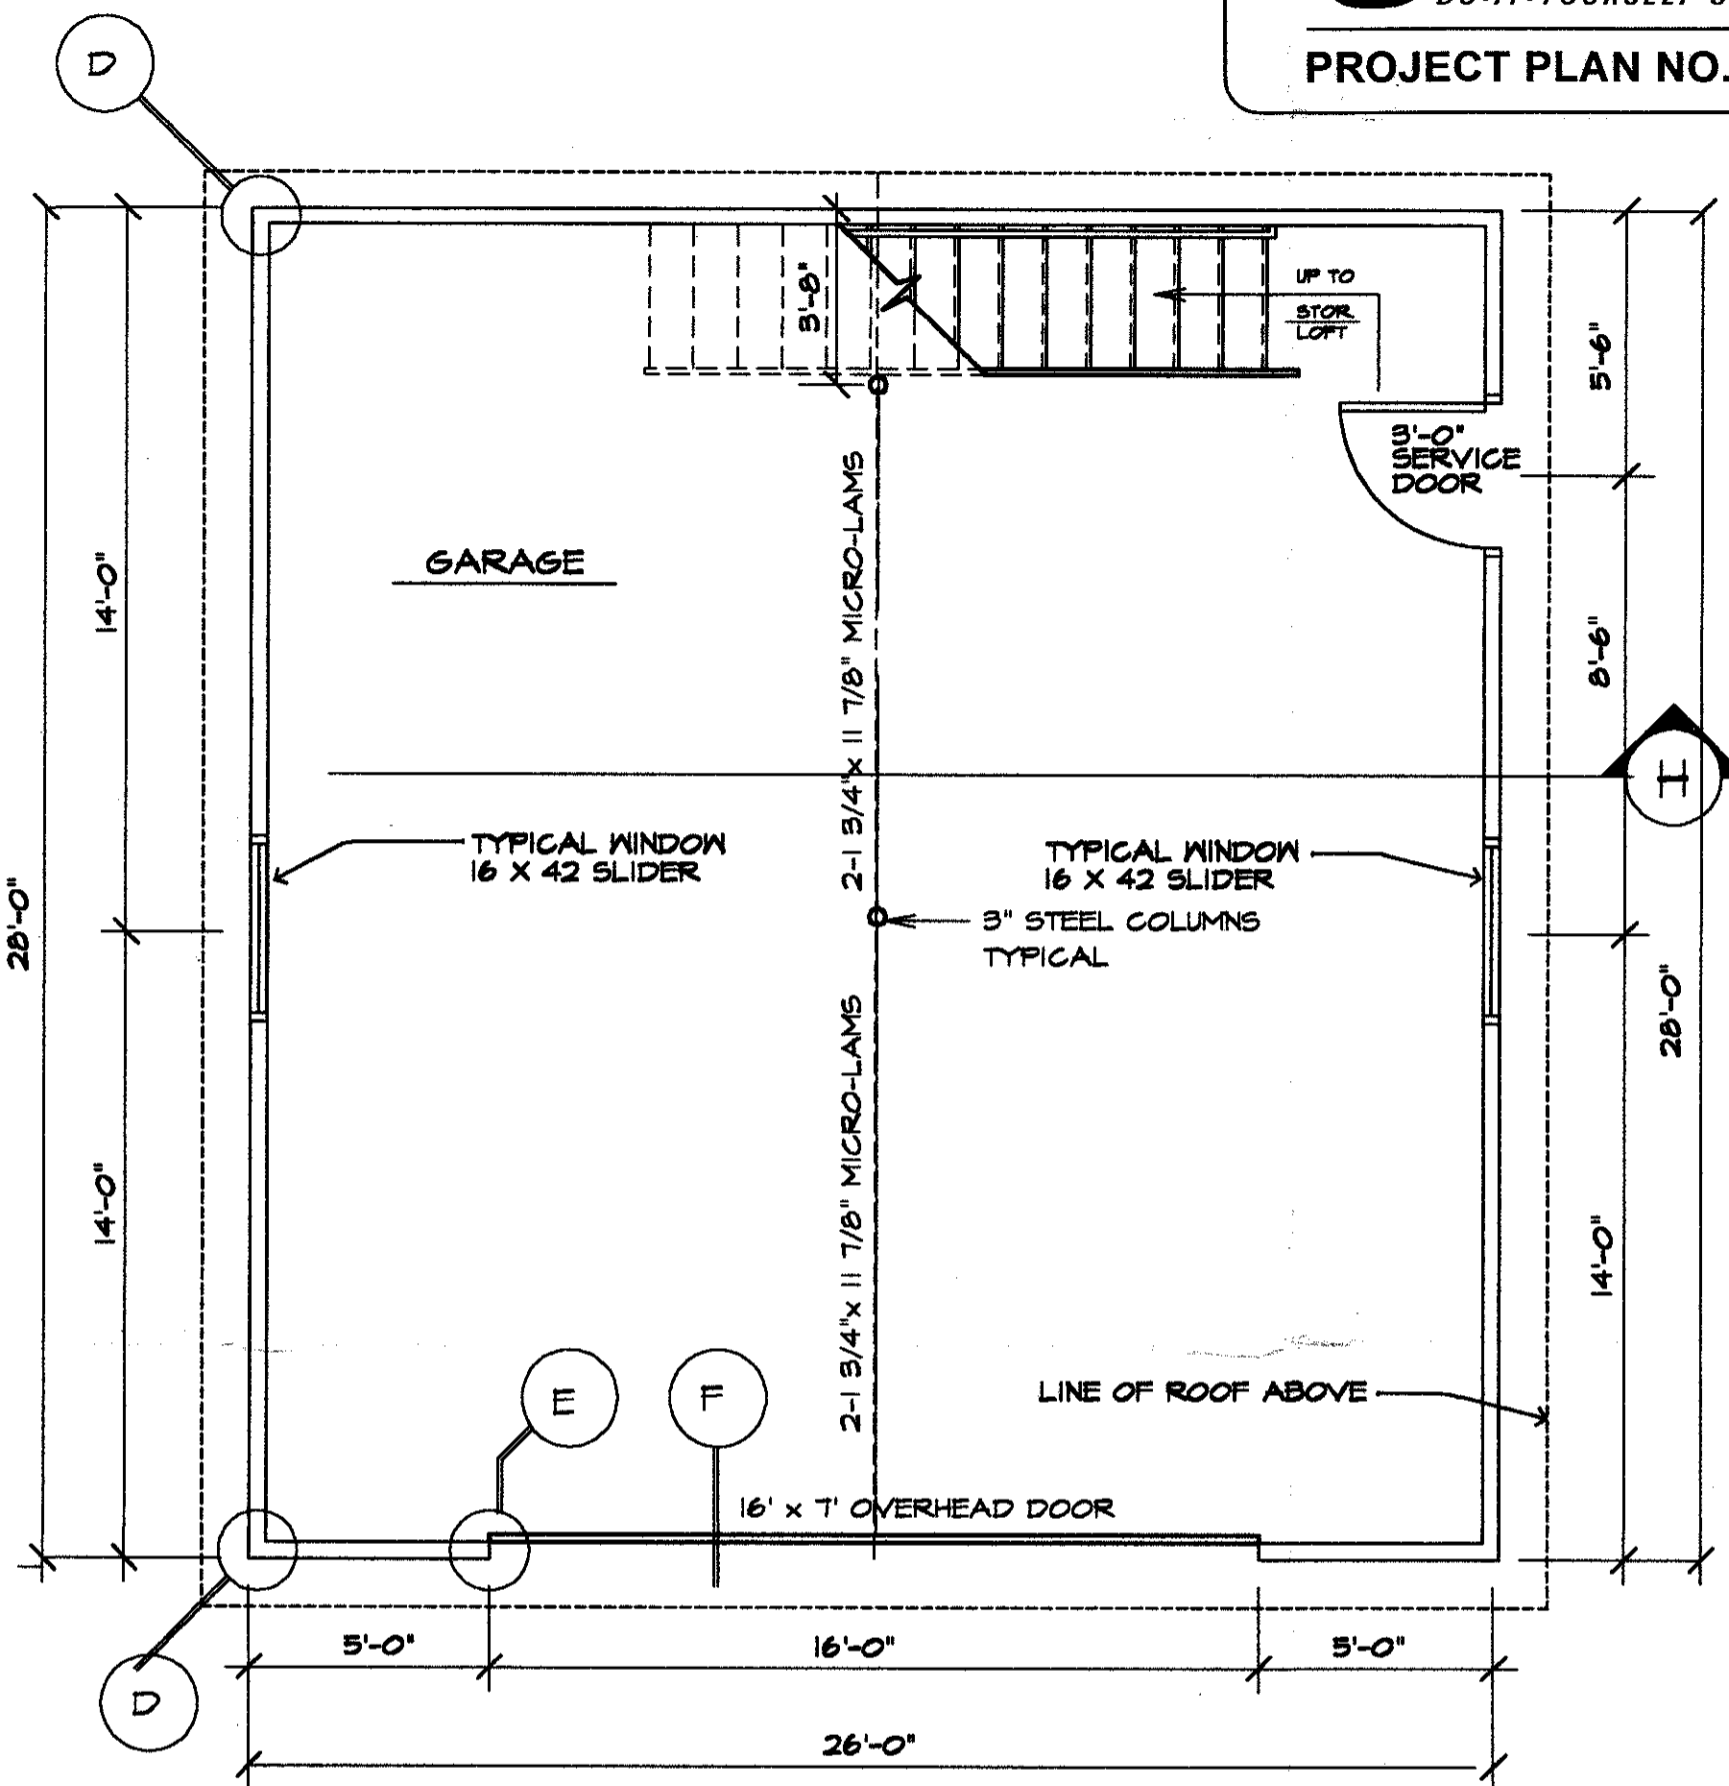 PROJECT PLAN NO.
D
3'-8"
UP TO
STOR
LOFT
5'-6"
3'-0"
SERVICE
DOOR
GARAGE
14'-0"
2-1 3/4"x 11 7/8" MICRO-LAMS
8'-6"
H
TYPICAL WINDOW
16 X 42 SLIDER
TYPICAL WINDOW
16 X 42 SLIDER
3" STEEL COLUMNS
TYPICAL
28'-0"
28'-0"
14'-0"
2-1 3/4"x 11 7/8" MICRO-LAMS
14'-0"
LINE OF ROOF ABOVE
E
F
16' x 7' OVERHEAD DOOR
5'-0"
16'-0"
5'-0"
D
26'-0"